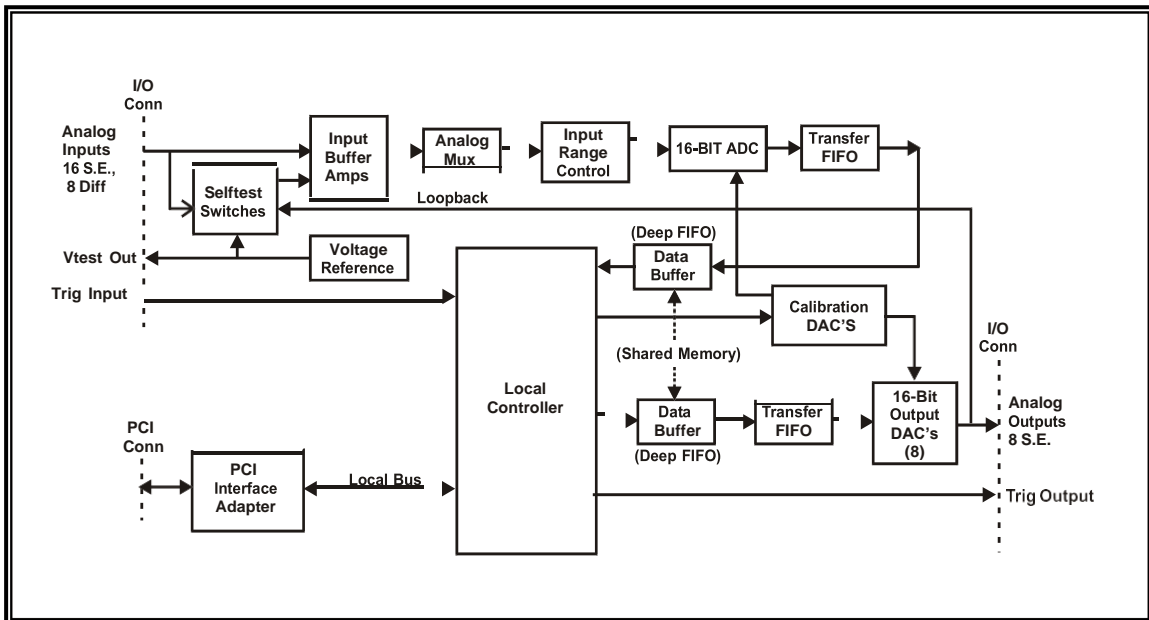 I/O
Conn
Analog
Inputs
16 S.E.,
8 Diff
Input
Buffer
Amps
Analog
Mux
Input
Range
Control
16-BIT ADC
Transfer
FIFO
Selftest
Switches
Loopback
Vtest Out
Voltage
Reference
Trig Input
(Deep FIFO)
Data
Buffer
Calibration
DAC'S
(Shared Memory)
Local
Controller
I/O
Conn
Data
Buffer
(Deep FIFO)
Transfer
FIFO
16-Bit
Output
DAC's
(8)
Analog
Outputs
8 S.E.
PCI
Conn
PCI
Interface
Adapter
Local Bus
Trig Output